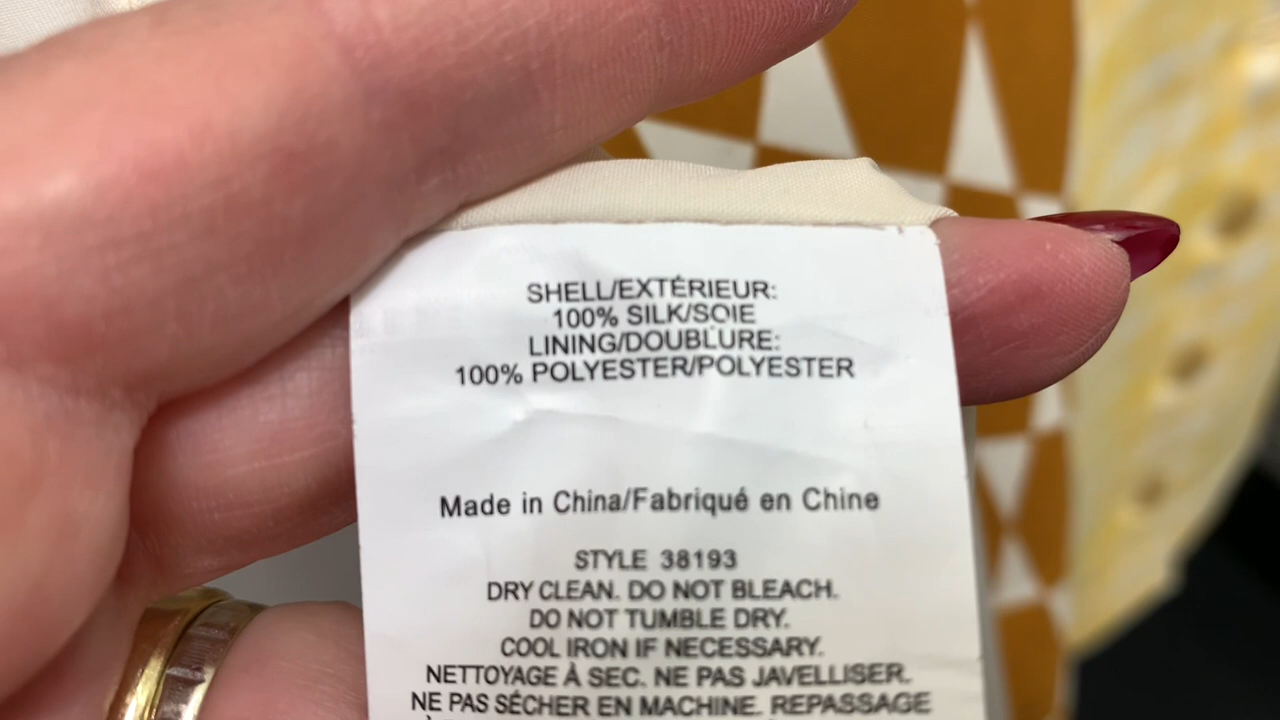 SHELL/EXTÉRIEUR:
100% SILK/SOIE
LINING/DOUBLURE:
100% POLYESTER/POLYESTER
Made in China/Fabriqué en Chine
STYLE 38193
DRY CLEAN. DO NOT BLEACH.
DO NOT TUMBLE DRY.
COOL IRON IF NECESSARY.
NETTOYAGE À SEC. NE PAS JAVELLISER.
NE PAS SÉCHER EN MACHINE. REPASSAGE